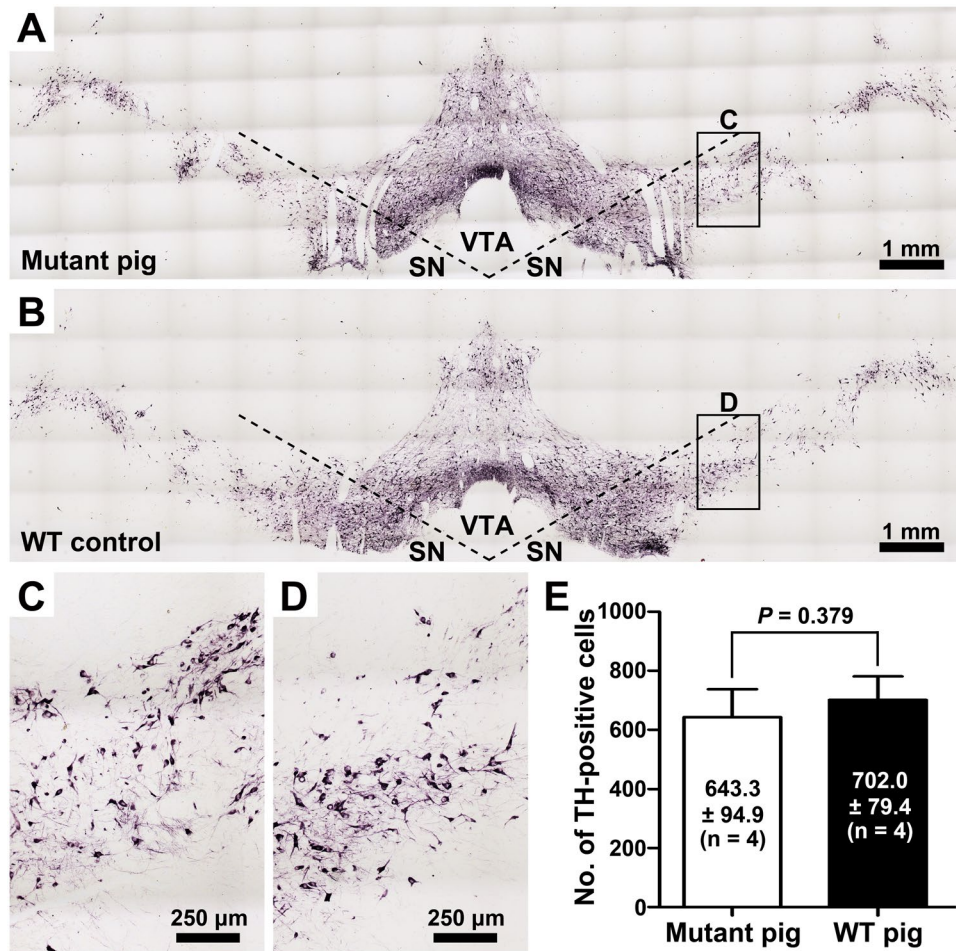 A
C
VTA
SN SN
Mutant pig
1 mm
B
D
VTA
SN SN
WT control
1 mm
C
250 µm
D
250 µm
E
No. of TH-positive cells
1000
800
600
400
200
0
P = 0.379
643.3
± 94.9
(n = 4)
702.0
± 79.4
(n = 4)
Mutant pig WT pig